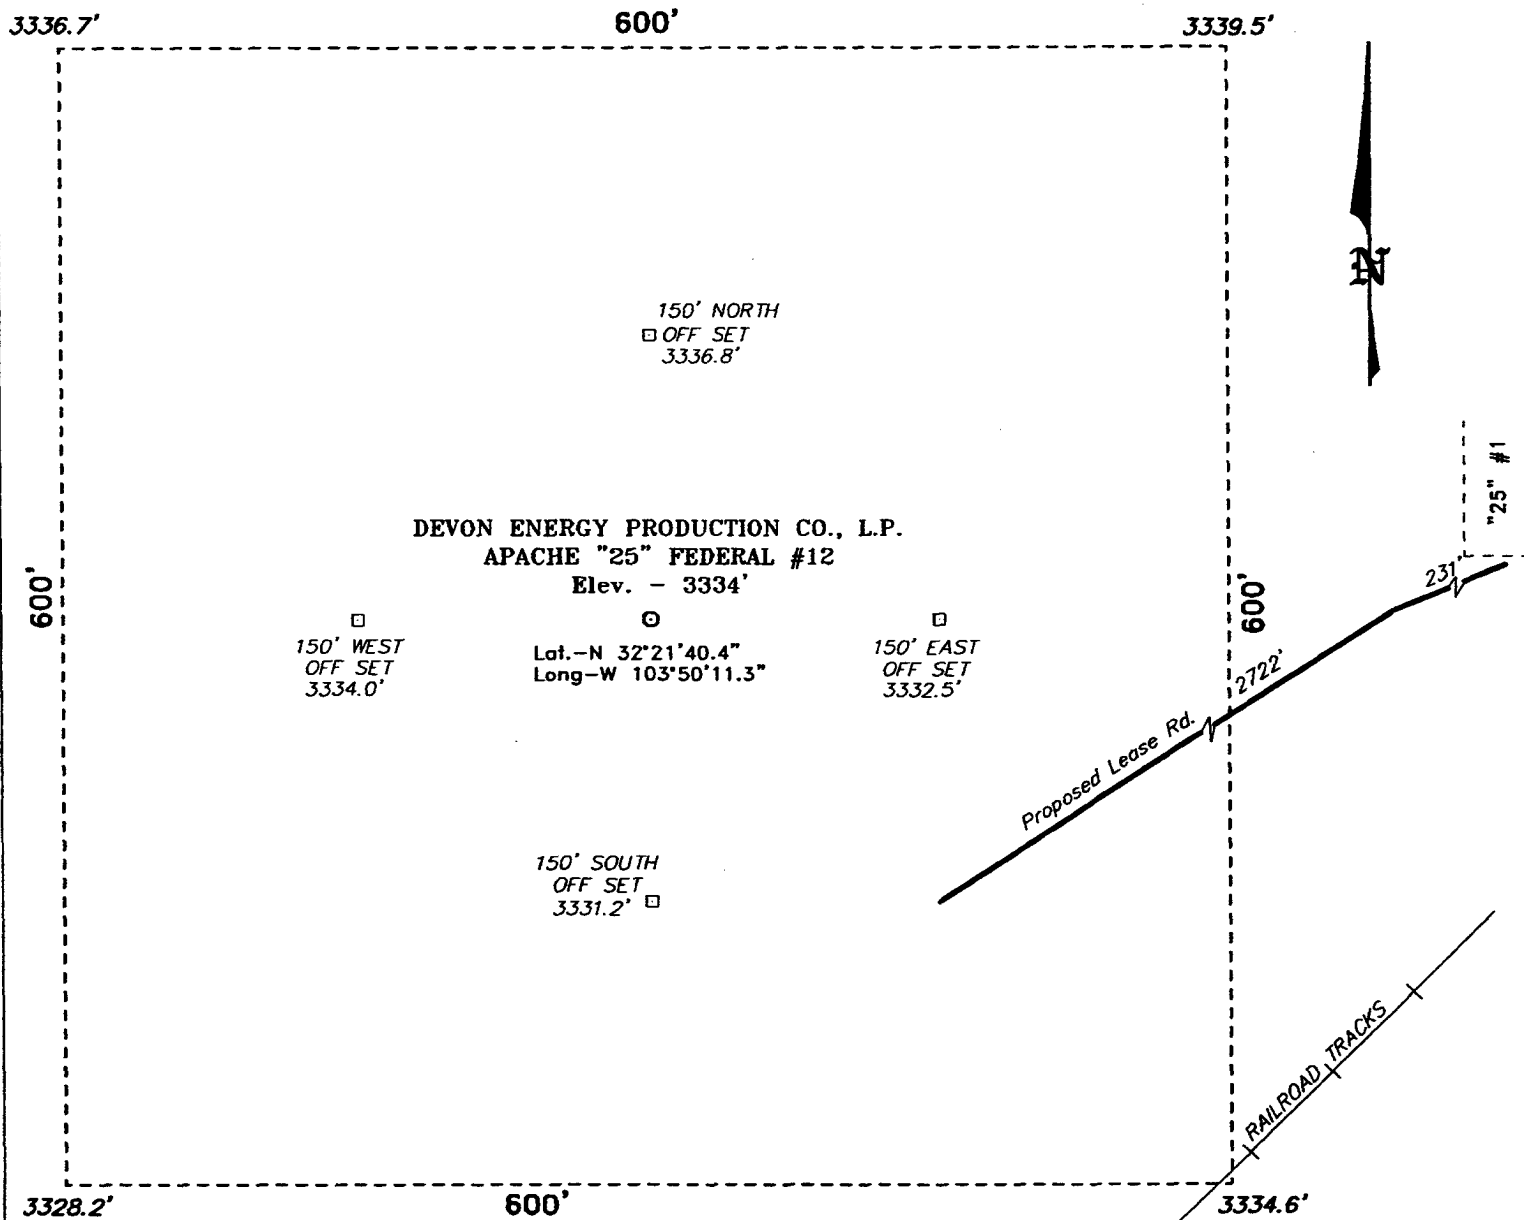 3336.7'
600'
3339.5'
N
150' NORTH
OFF SET
3336.8'
"25" #1
DEVON ENERGY PRODUCTION CO., L.P.
APACHE "25" FEDERAL #12
Elev. - 3334'
600'
150' WEST
OFF SET
3334.0'
Lat.-N 32°21'40.4"
Long-W 103°50'11.3"
150' EAST
OFF SET
3332.5'
600'
231'
2722'
Proposed Lease Rd.
150' SOUTH
OFF SET
3331.2'
RAILROAD TRACKS
3328.2'
600'
3334.6'